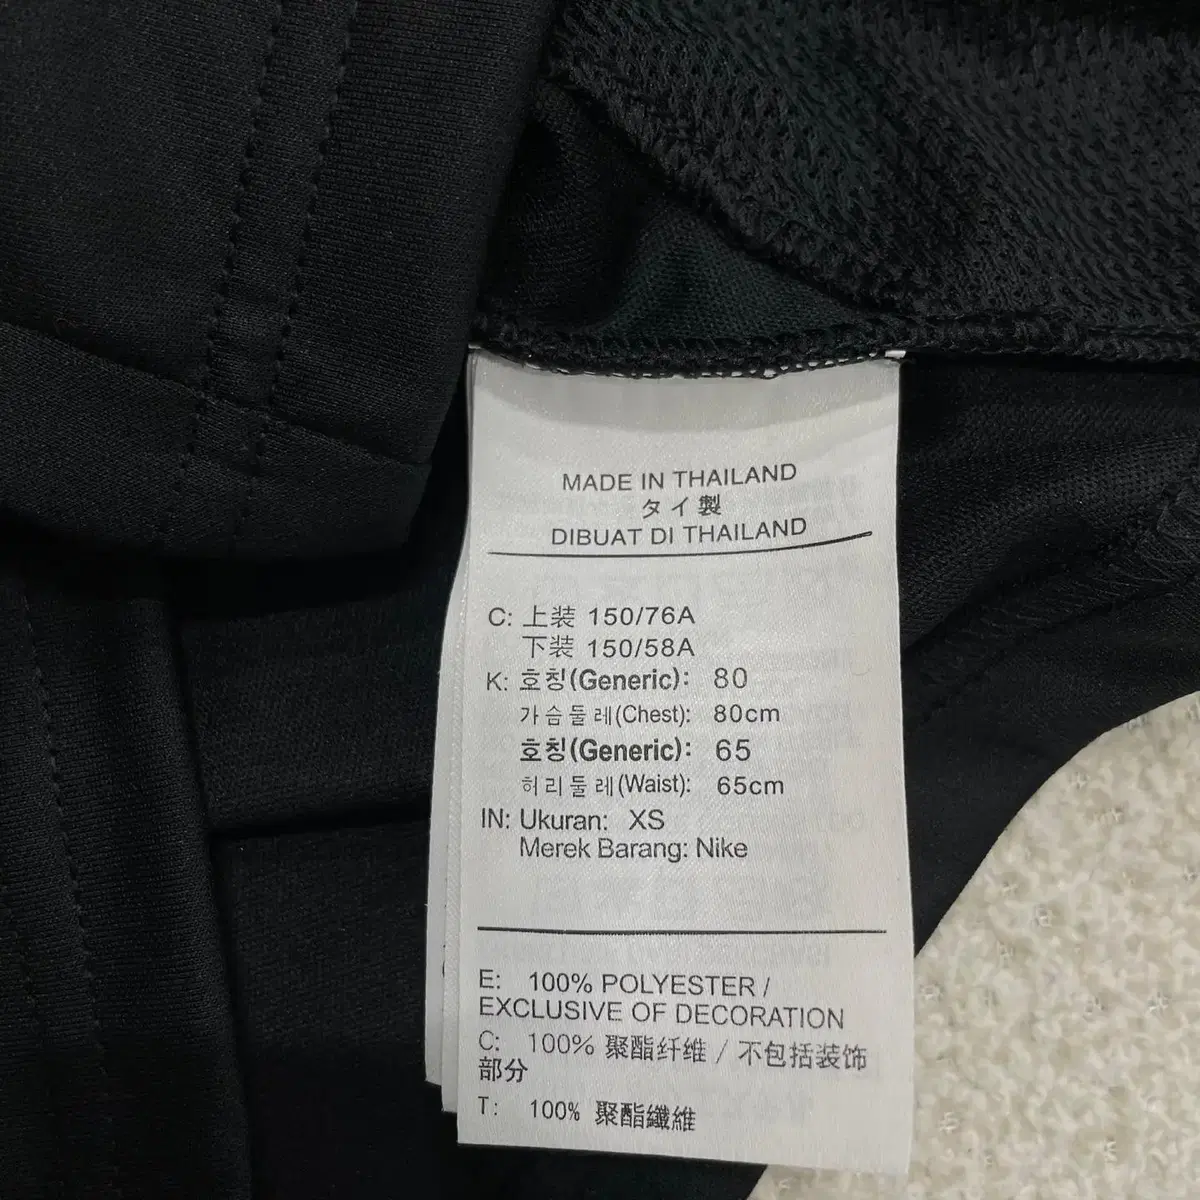 MADE IN THAILAND
タイ製
DIBUAT DI THAILAND
C: 上装 150/76A
下装 150/58A
K: 호칭(Generic): 80
가슴둘레(Chest): 80cm
호칭(Generic): 65
허리둘레(Waist): 65cm
IN: Ukuran: XS
Merek Barang: Nike
E: 100% POLYESTER /
EXCLUSIVE OF DECORATION
C: 100% 聚酯纤维 / 不包括装饰
部分
T: 100% 聚酯纖維